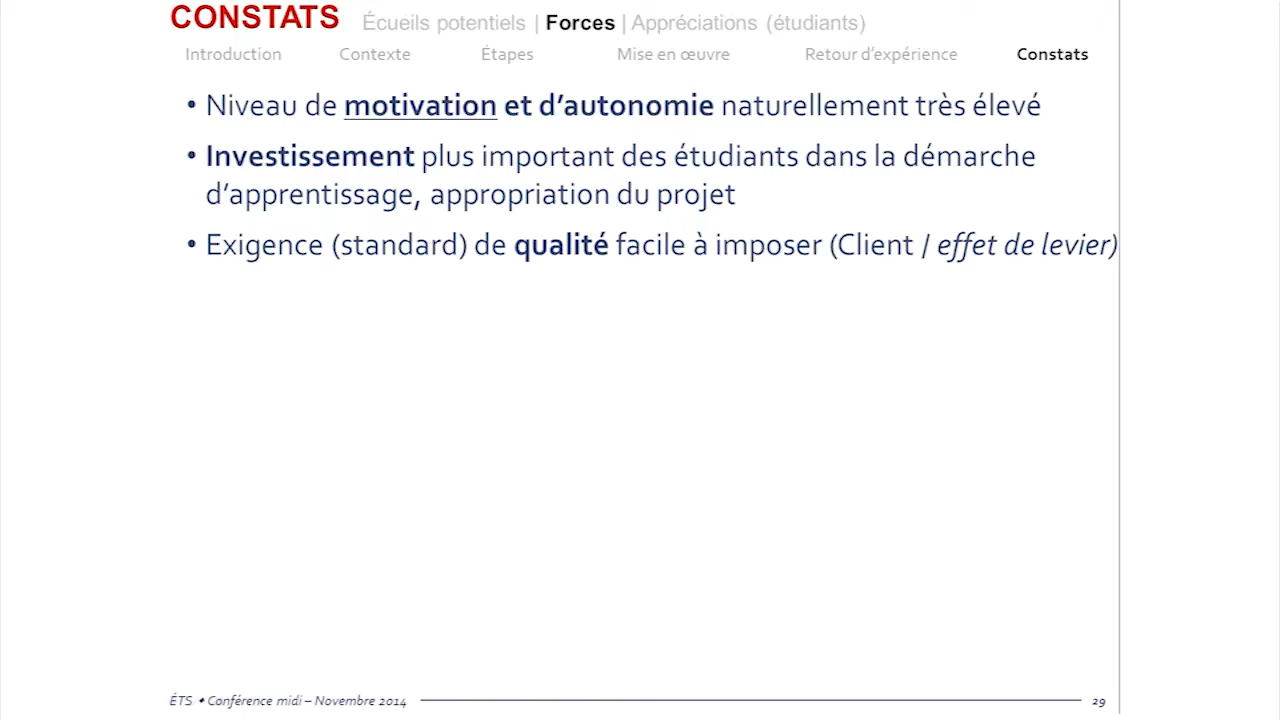 CONSTATS Écueils potentiels | Forces | Appréciations (étudiants)
Introduction Contexte Étapes Mise en œuvre Retour d’expérience Constats
• Niveau de motivation et d’autonomie naturellement très élevé
• Investissement plus important des étudiants dans la démarche
d’apprentissage, appropriation du projet
• Exigence (standard) de qualité facile à imposer (Client / effet de levier)
ÉTS ◆ Conférence midi – Novembre 2014 29